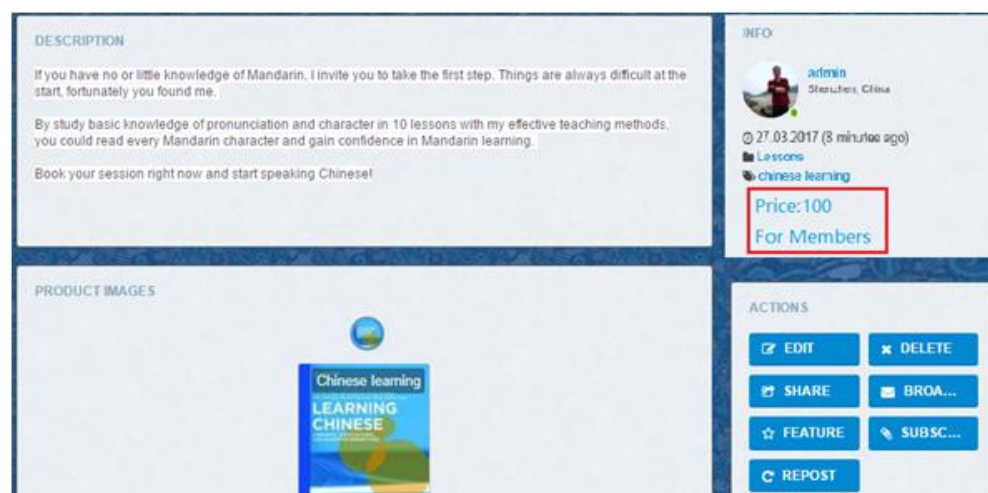 DESCRIPTION
If you have no or little knowledge of Mandarin, I invite you to take the first step. Things are always difficult at the
start, fortunately you found me.
By study basic knowledge of pronunciation and character in 10 lessons with my effective teaching methods,
you could read every Mandarin character and gain confidence in Mandarin learning.
Book your session right now and start speaking Chinese!
PRODUCT IMAGES
Chinese learning
LEARNING
CHINESE
INFO
admin
Shenzhen, China
27.03.2017 (8 minutes ago)
Lessons
chinese learning
Price:100
For Members
ACTIONS
EDIT
DELETE
SHARE
BROA...
FEATURE
SUBSC...
REPOST